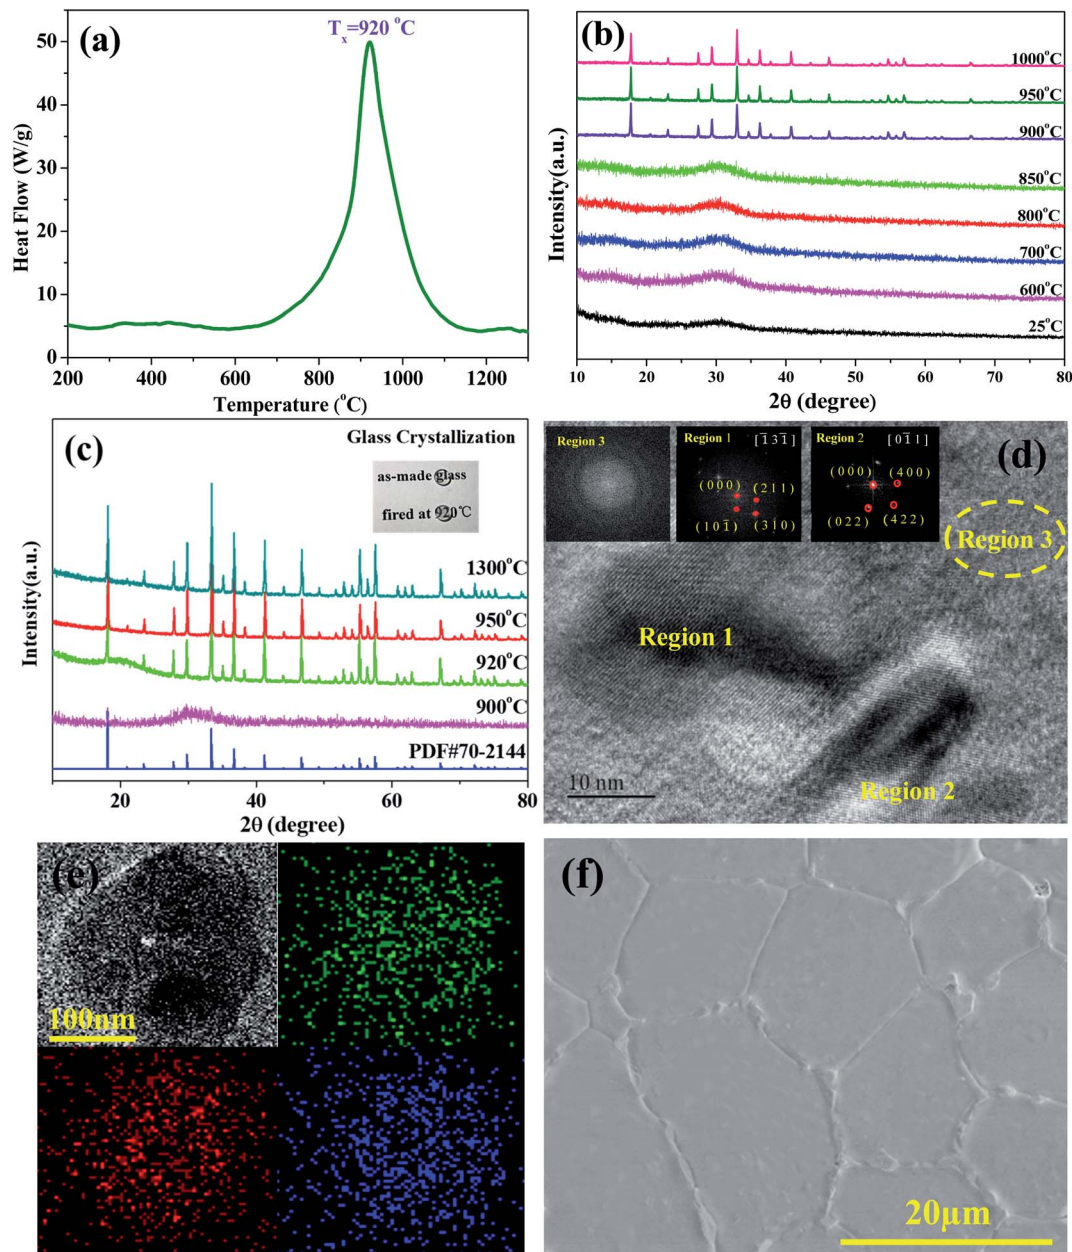 (a)
Tx=920 °C
50
40
30
20
10
0
Heat Flow (W/g)
200 400 600 800 1000 1200
Temperature (°C)
(b)
1000°C
950°C
900°C
850°C
800°C
700°C
600°C
25°C
Intensity(a.u.)
10 20 30 40 50 60 70 80
2θ (degree)
(c)
Glass Crystallization
as-made glass
fired at 920℃
1300°C
950°C
920°C
900°C
PDF#70-2144
Intensity(a.u.)
20 40 60 80
2θ (degree)
(d)
Region 3
Region 1 [1̄31̄]
(000) (211)
(101̄) (310)
Region 2 [01̄1]
(000) (400)
(022) (422)
Region 3
Region 1
Region 2
10 nm
(e)
100nm
(f)
20μm